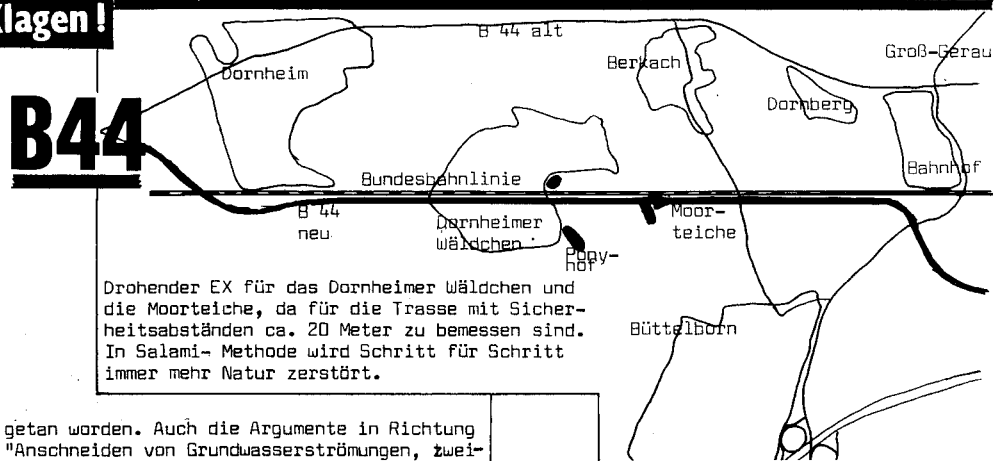 Klagen!
B 44 alt
Groß-Gerau
Berkach
Dornheim
Dornberg
B44
Bahnhof
Bundesbahnlinie
B 44
neu
Dornheimer
Wäldchen
Moor-
teiche
Pony-
hof
Drohender EX für das Dornheimer Wäldchen und
die Moorteiche, da für die Trasse mit Sicher-
heitsabständen ca. 20 Meter zu bemessen sind.
In Salami- Methode wird Schritt für Schritt
immer mehr Natur zerstört.
Büttelborn
getan worden. Auch die Argumente in Richtung
"Anschneiden von Grundwasserströmungen, zwei-